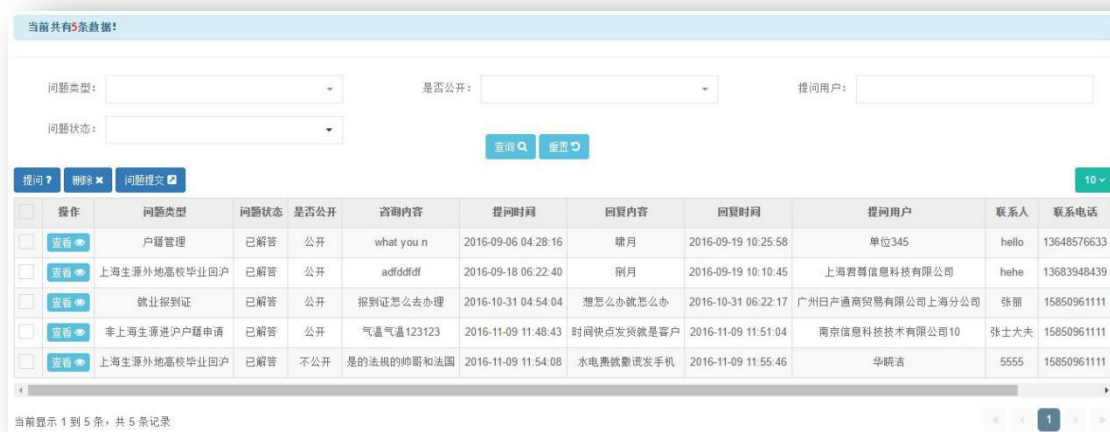 当前共有5条数据!
问题类型: 是否公开: 提问用户:
问题状态:
查询 重置
提问 ? 删除 问题提交
10
操作 问题类型 问题状态 是否公开 咨询内容 提问时间 回复内容 回复时间 提问用户 联系人 联系电话
查看 户籍管理 已解答 公开 what you n 2016-09-06 04:28:16 啸月 2016-09-19 10:25:58 单位345 hello 13648576633
查看 上海生源外地高校毕业回沪 已解答 公开 adfddfdf 2016-09-18 06:22:40 2016-09-19 10:10:45 上海君尊信息科技有限公司 hehe 13683948439
查看 就业报到证 已解答 公开 报到证怎么去办理 2016-10-31 04:54:04 想怎么办就怎么办 2016-10-31 06:22:17 广州日产通商贸易有限公司上海分公司 张丽 15850961111
查看 非上海生源进沪户籍申请 已解答 公开 气温气温123123 2016-11-09 11:48:43 时间快点发货就是客户 2016-11-09 11:51:04 南京信息科技技术有限公司10 张士大夫 15850961111
查看 上海生源外地高校毕业回沪 已解答 不公开 是的法规的帅哥和法国 2016-11-09 11:54:08 水电费就撒谎发手机 2016-11-09 11:55:46 华晓洁 5555 15850961111
当前显示 1 到 5 条，共 5 条记录
« ‹ 1 › »